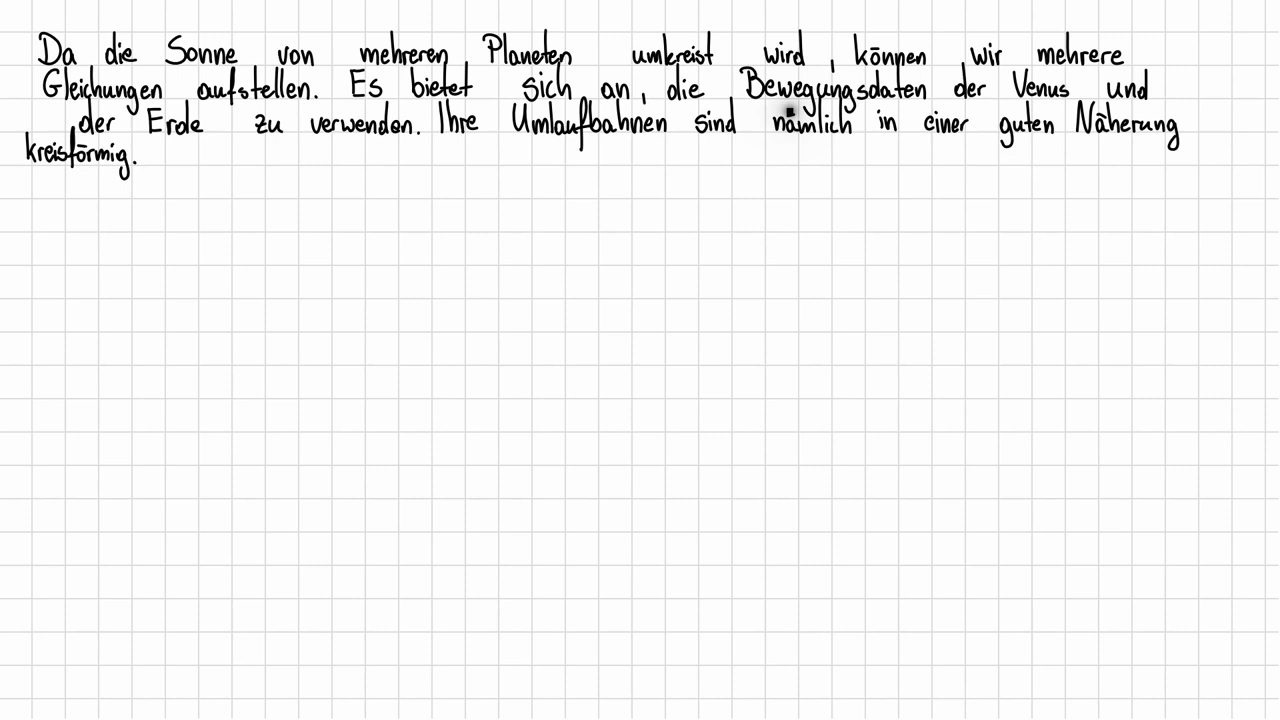 Da die Sonne von mehreren Planeten umkreist wird, können wir mehrere
Gleichungen aufstellen. Es bietet sich an, die Bewegungsdaten der Venus und
der Erde zu verwenden. Ihre Umlaufbahnen sind nämlich in einer guten Näherung
kreisförmig.